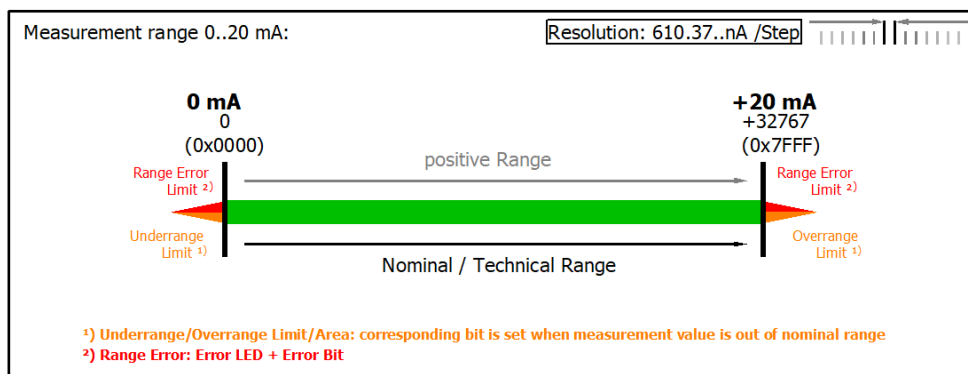 Measurement range 0..20 mA:
Resolution: 610.37..nA /Step
0 mA
0
(0x0000)
+20 mA
+32767
(0x7FFF)
positive Range
Range Error
Limit ²⁾
Range Error
Limit ²⁾
Underrange
Limit ¹⁾
Overrange
Limit ¹⁾
Nominal / Technical Range
¹⁾ Underrange/Overrange Limit/Area: corresponding bit is set when measurement value is out of nominal range
²⁾ Range Error: Error LED + Error Bit